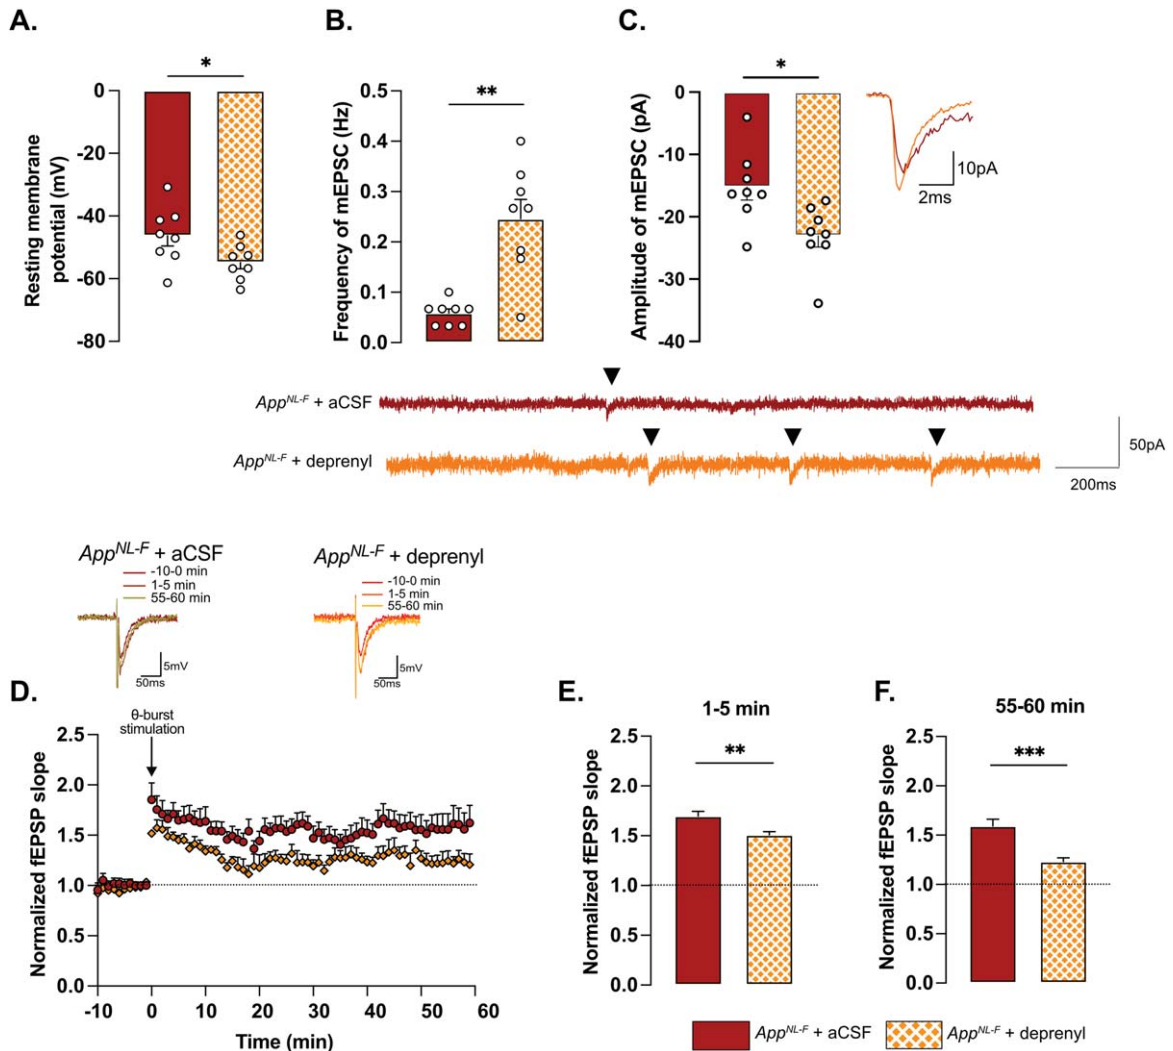 A.
B.
C.
*
**
*
0
-20
-40
-60
-80
Resting membrane
potential (mV)
0.5
0.4
0.3
0.2
0.1
0.0
Frequency of mEPSC (Hz)
0
-10
-20
-30
-40
Amplitude of mEPSC (pA)
10pA
2ms
App^NL-F + aCSF
App^NL-F + deprenyl
50pA
200ms
App^NL-F + aCSF
-10-0 min
1-5 min
55-60 min
5mV
50ms
App^NL-F + deprenyl
-10-0 min
1-5 min
55-60 min
5mV
50ms
D.
θ-burst
stimulation
2.5
2.0
1.5
1.0
0.5
0.0
Normalized fEPSP slope
-10 0 10 20 30 40 50 60
Time (min)
E.
1-5 min
**
2.5
2.0
1.5
1.0
0.5
0.0
Normalized fEPSP slope
F.
55-60 min
***
2.5
2.0
1.5
1.0
0.5
0.0
Normalized fEPSP slope
App^NL-F + aCSF
App^NL-F + deprenyl